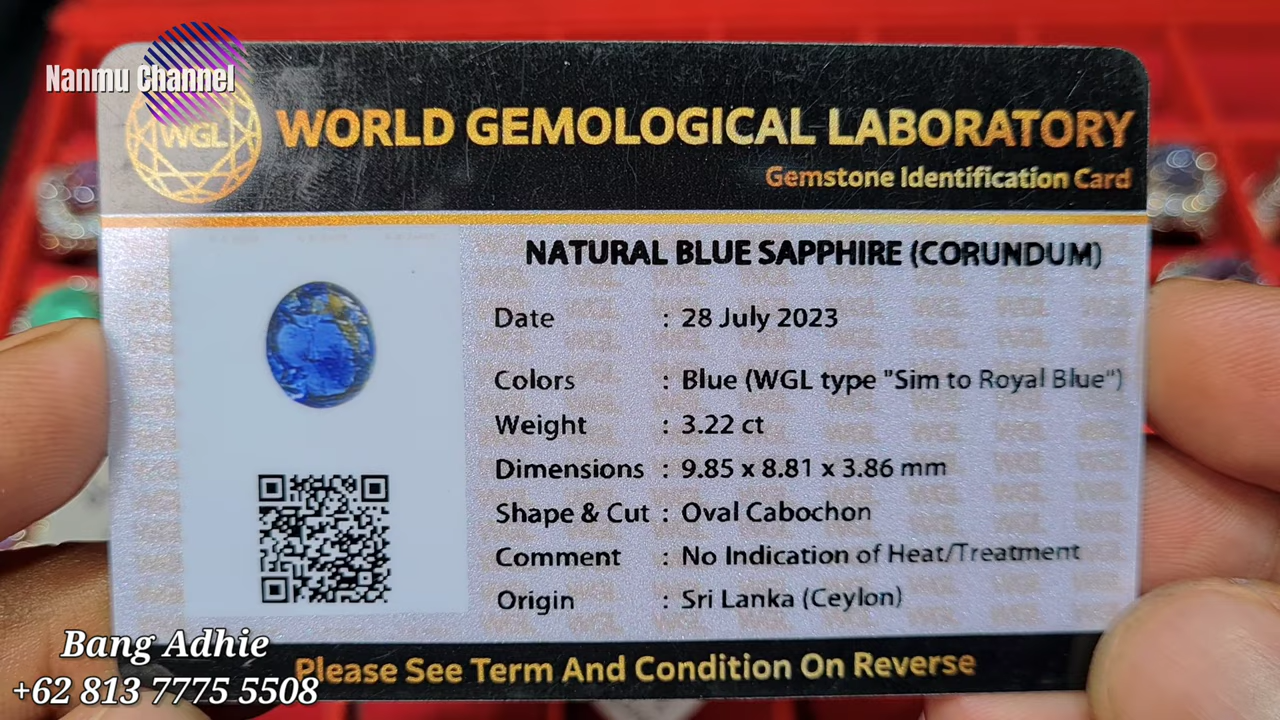 Nanmu Channel
WGL
WORLD GEMOLOGICAL LABORATORY
Gemstone Identification Card
NATURAL BLUE SAPPHIRE (CORUNDUM)
Date : 28 July 2023
Colors : Blue (WGL type "Sim to Royal Blue")
Weight : 3.22 ct
Dimensions : 9.85 x 8.81 x 3.86 mm
Shape & Cut : Oval Cabochon
Comment : No Indication of Heat/Treatment
Origin : Sri Lanka (Ceylon)
Please See Term And Condition On Reverse
Bang Adhie
+62 813 7775 5508